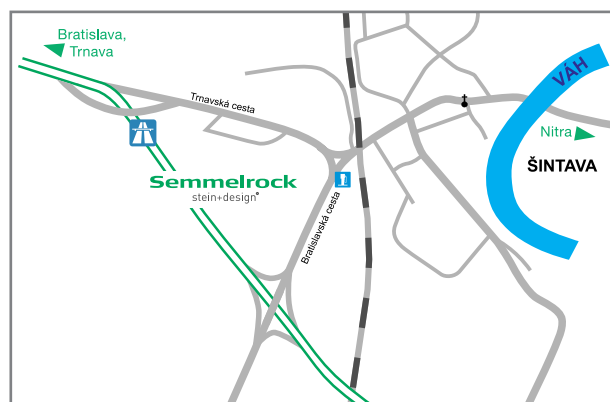 Bratislava,
Trnava
VÁH
Trnavská cesta
Nitra
ŠINTAVA
Semmelrock
stein+design®
Bratislavská cesta